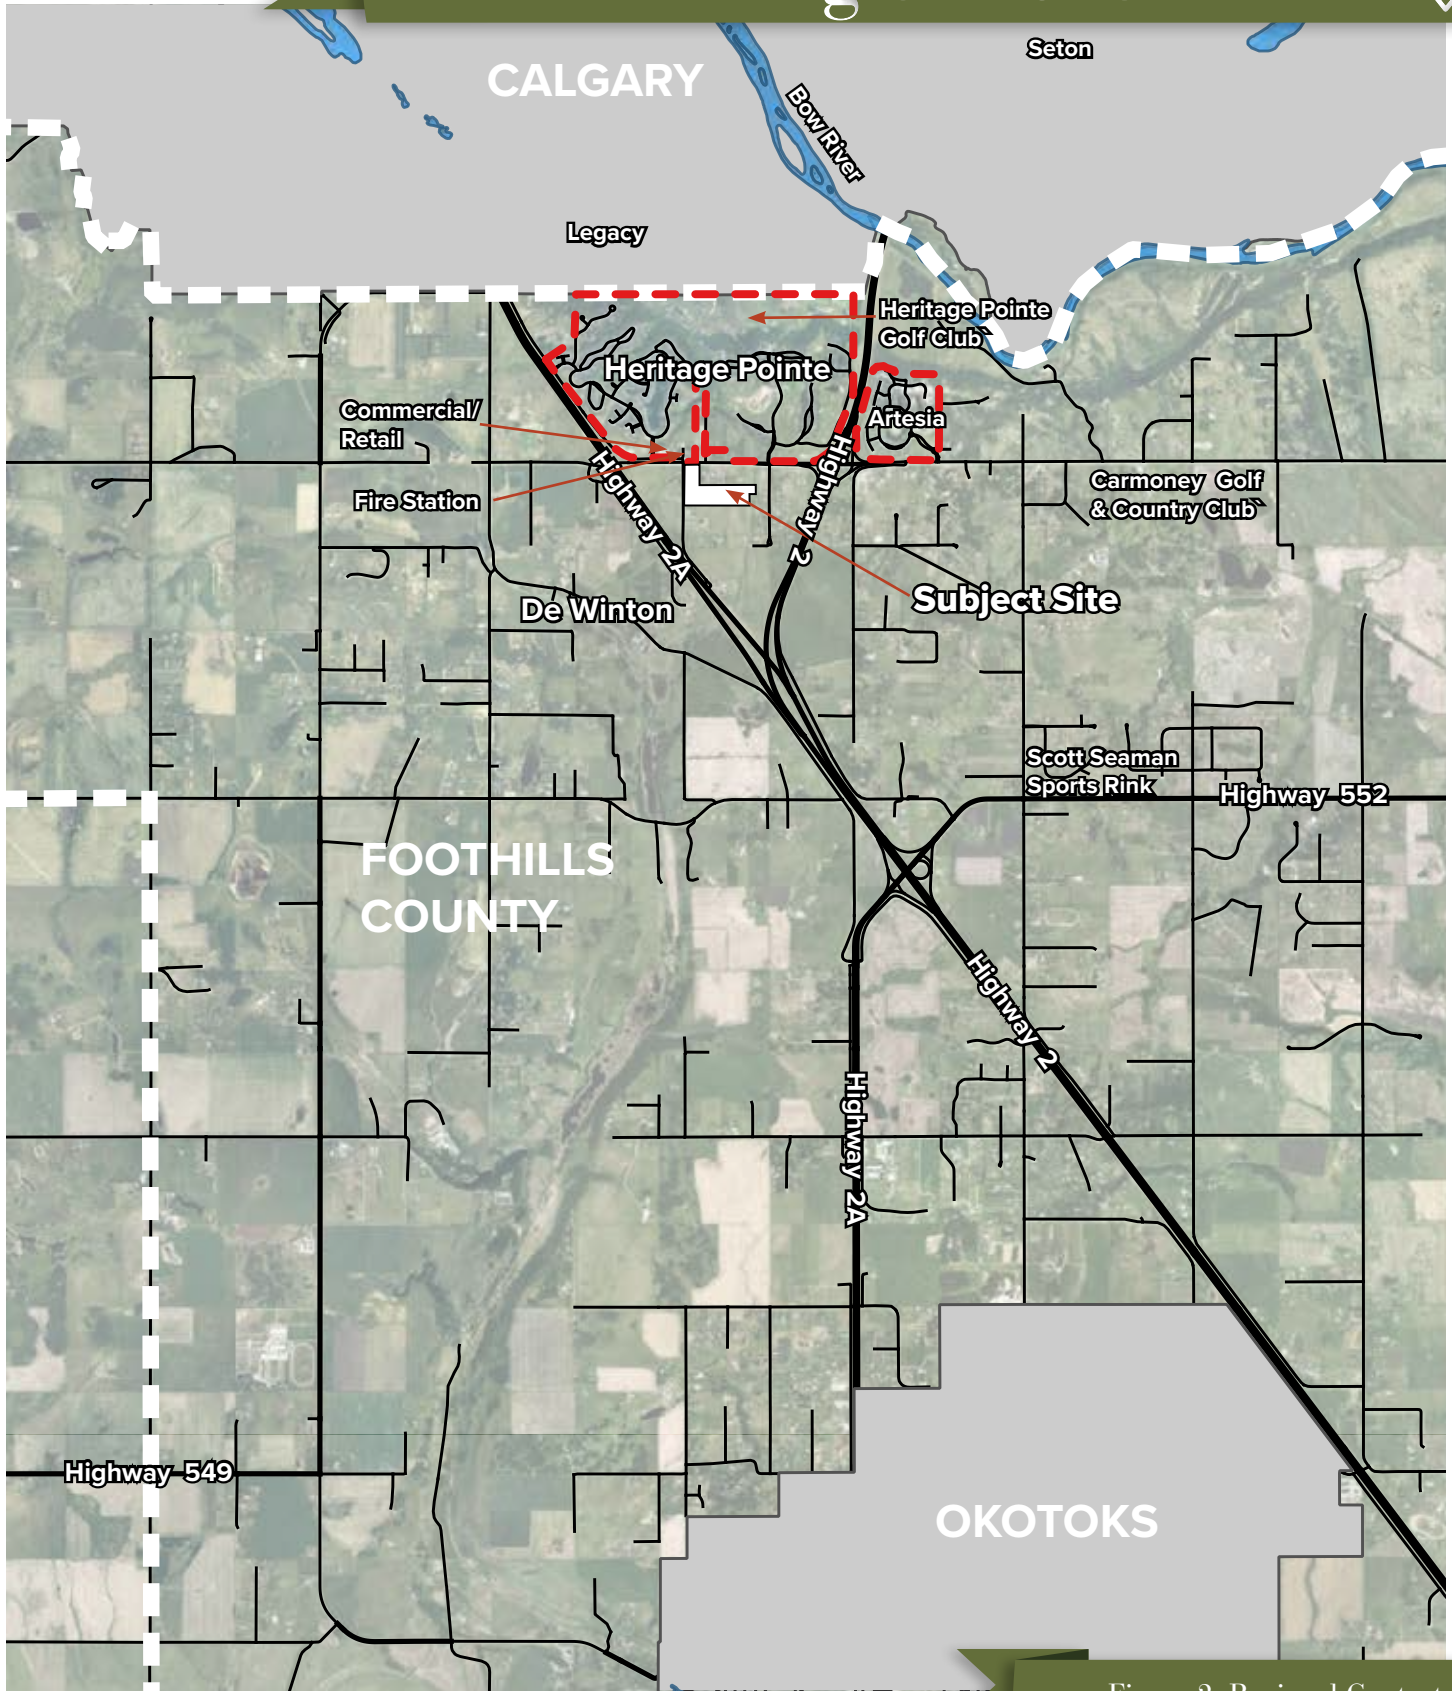 Seton
CALGARY
Bow River
Legacy
Heritage Pointe
Golf Club`
Heritage Pointe
Commercial/
Retail
Artesia
Highway 2
Highway 2A
Carmoney Golf
& Country Club`
Fire Station
Subject Site
De Winton
Scott Seaman
Sports Rink
Highway 552
FOOTHILLS
COUNTY
Highway 2
Highway 2A
Highway 549
OKOTOKS